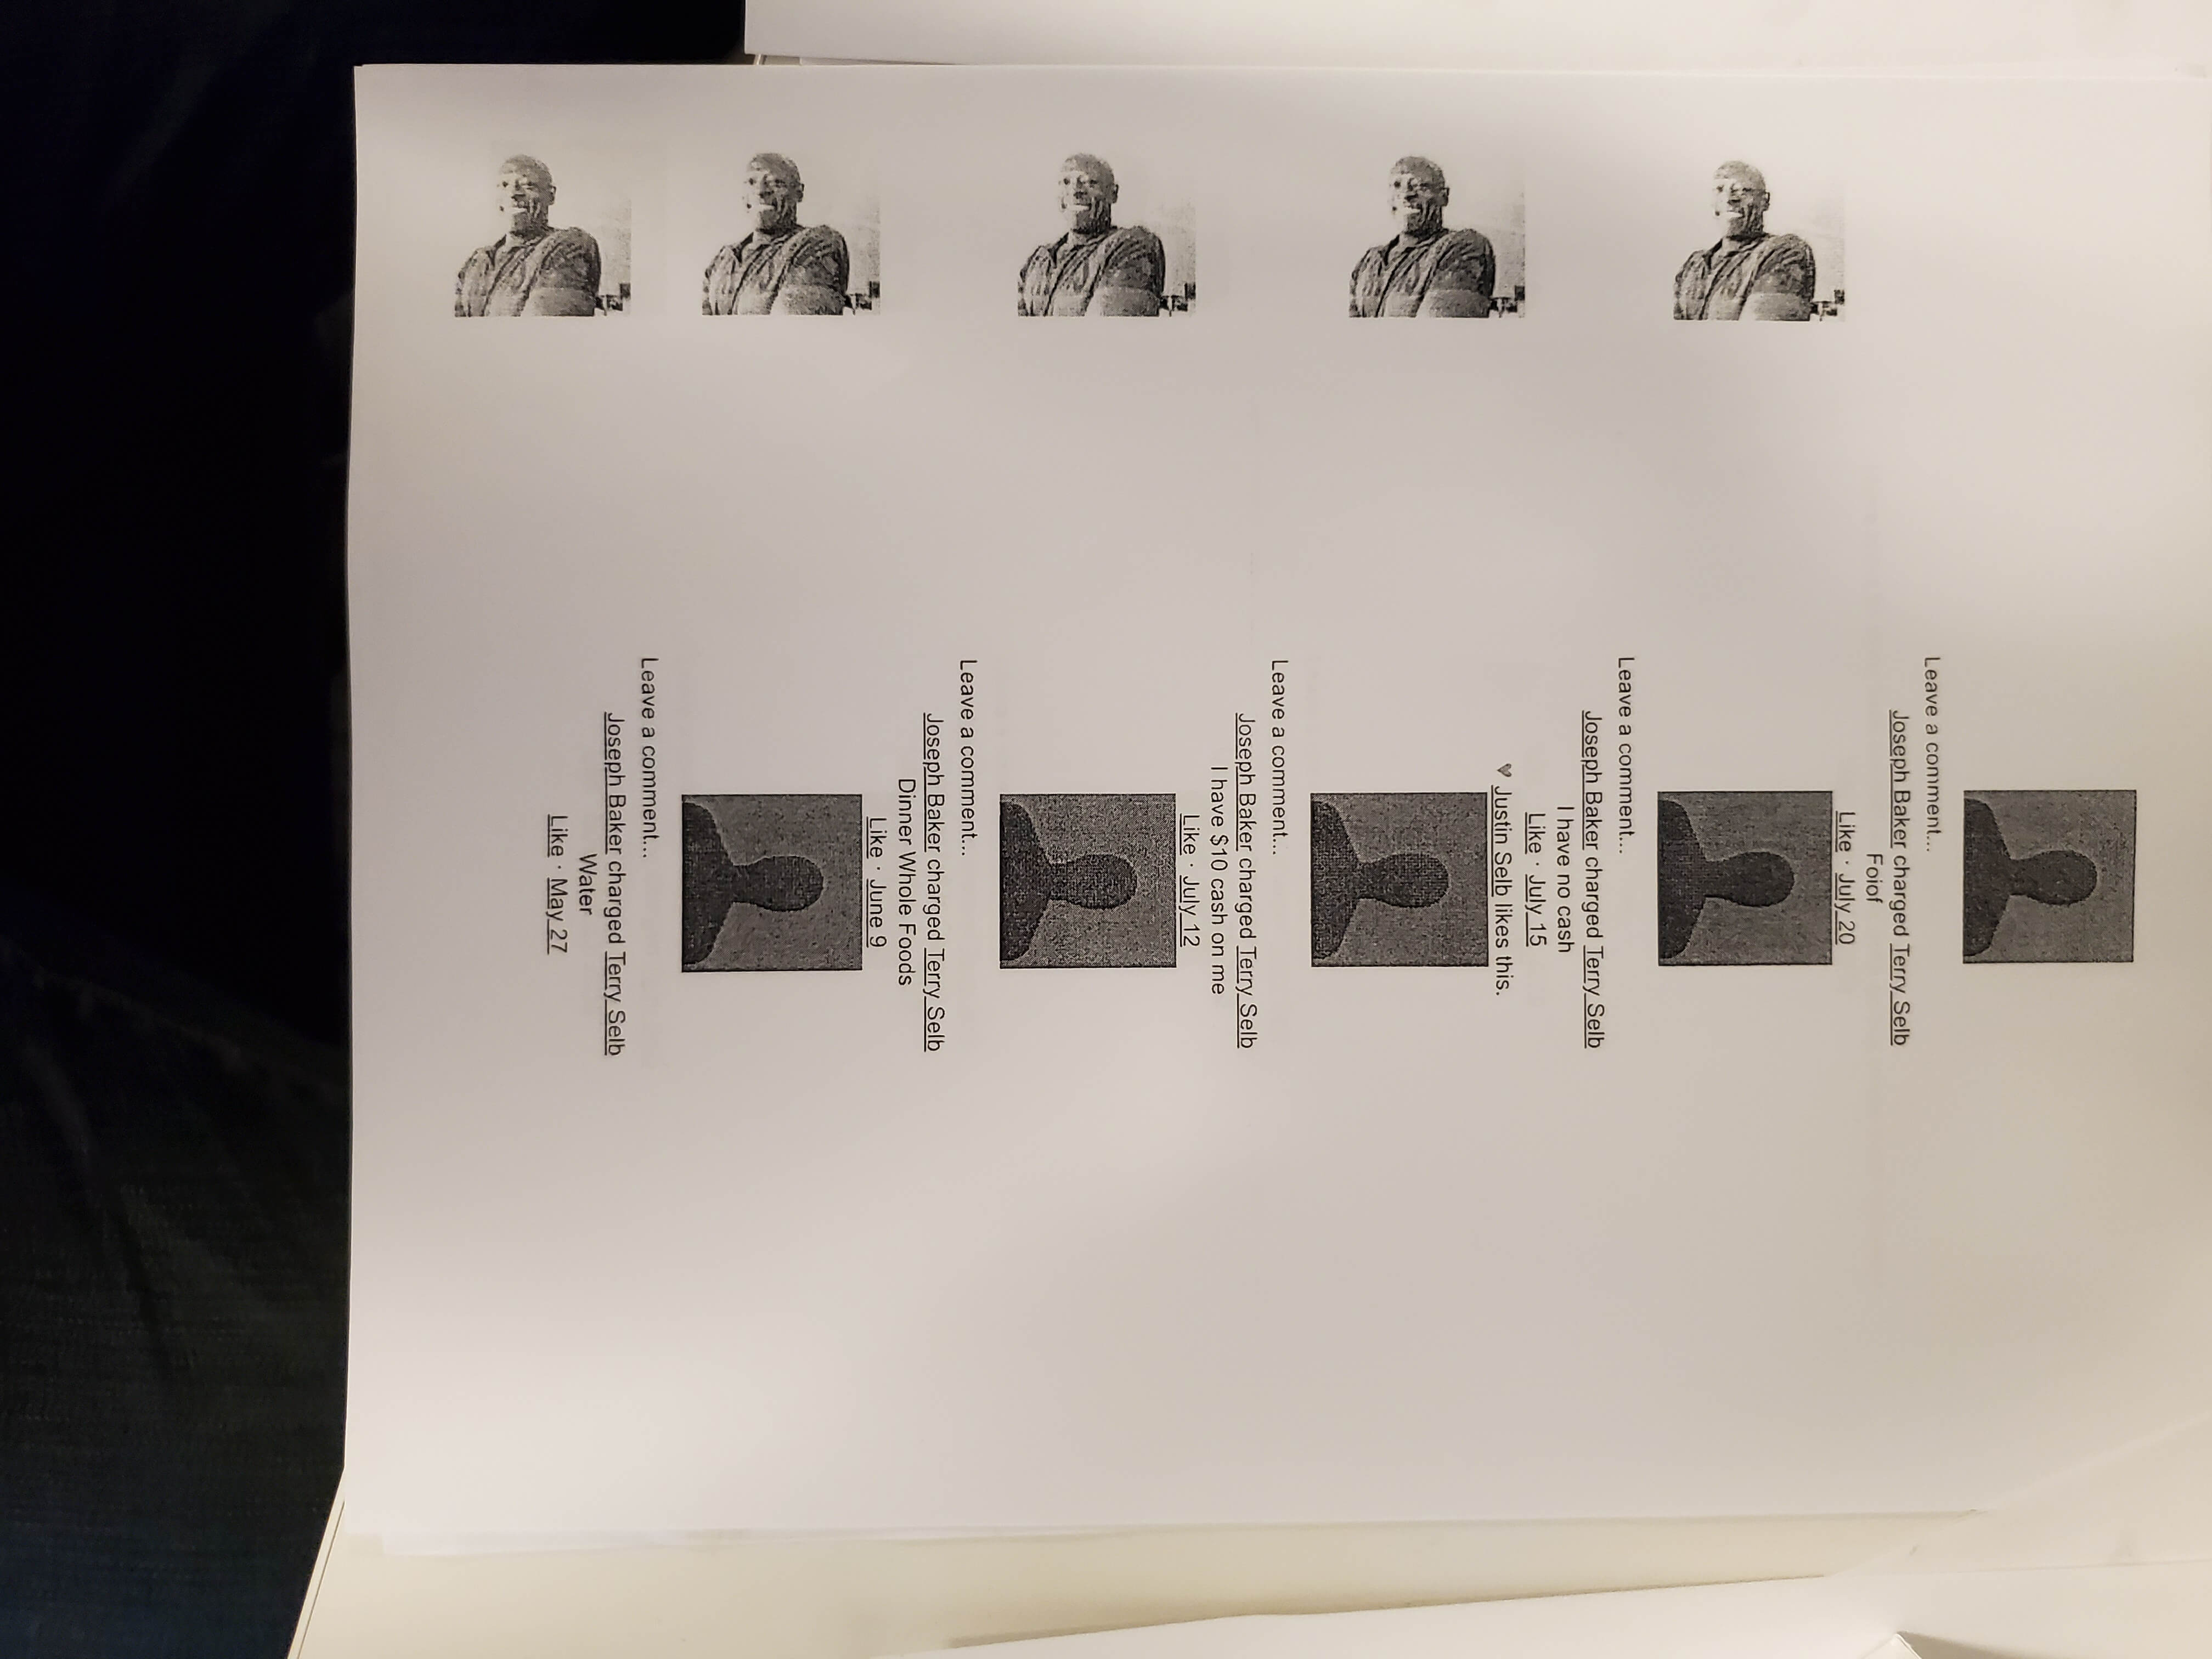 Leave a comment...
Joseph Baker charged Terry Selb
Foiof
Like · July 20
Leave a comment...
Joseph Baker charged Terry Selb
I have no cash
Like · July 15
♥ Justin Selb likes this.
Leave a comment...
Joseph Baker charged Terry Selb
I have $10 cash on me
Like · July 12
Leave a comment...
Joseph Baker charged Terry Selb
Dinner Whole Foods
Like · June 9
Leave a comment...
Joseph Baker charged Terry Selb
Water
Like · May 27